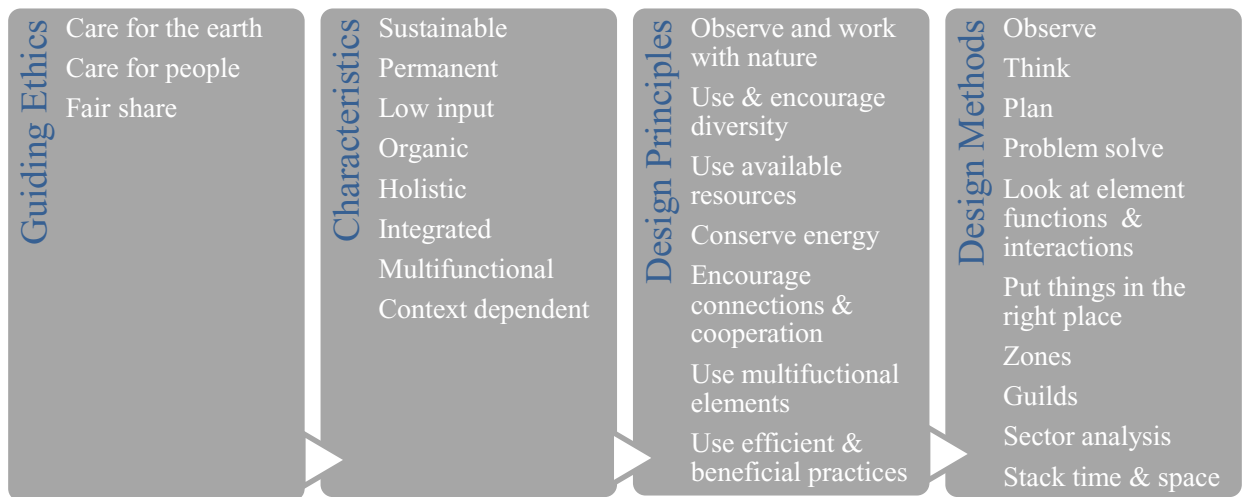 Guiding Ethics
Care for the earth
Care for people
Fair share
Characteristics
Sustainable
Permanent
Low input
Organic
Holistic
Integrated
Multifunctional
Context dependent
Design Principles
Observe and work
with nature
Use & encourage
diversity
Use available
resources
Conserve energy
Encourage
connections &
cooperation
Use multifuctional
elements
Use efficient &
beneficial practices
Design Methods
Observe
Think
Plan
Problem solve
Look at element
functions &
interactions
Put things in the
right place
Zones
Guilds
Sector analysis
Stack time & space